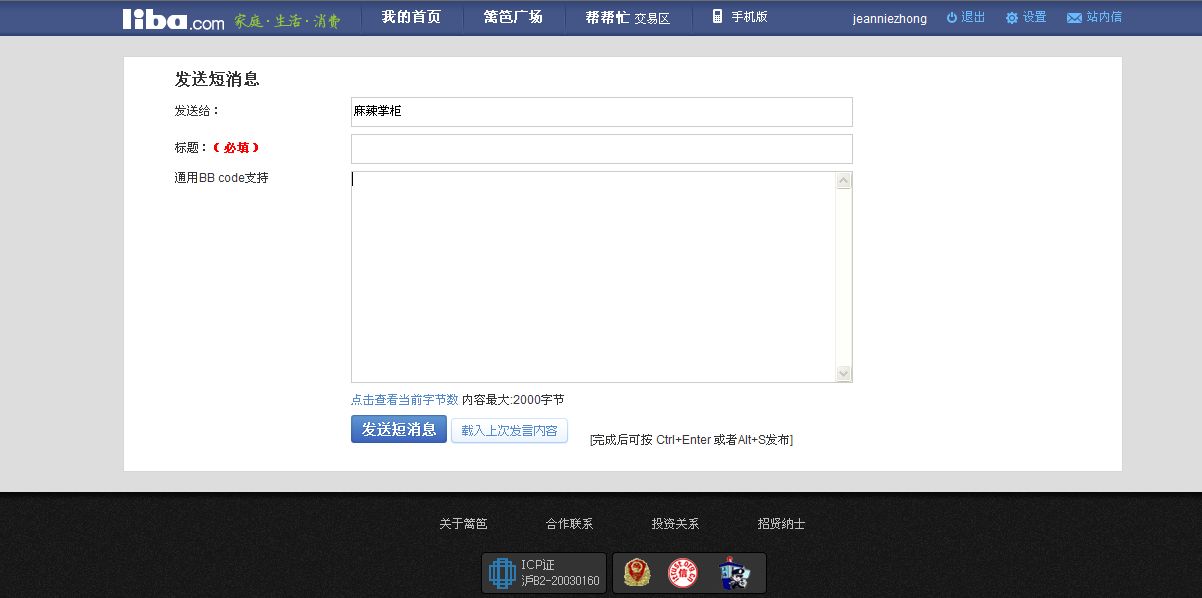 liba.com 家庭·生活·消费 我的首页 篱笆广场 帮帮忙 交易区 手机版 jeanniezhong 退出 设置 站内信
发送短消息
发送给： 麻辣掌柜
标题：（必填）
通用BB code支持
点击查看当前字节数 内容最大:2000字节
发送短消息 载入上次发言内容 [完成后可按 Ctrl+Enter 或者Alt+S发布]
关于篱笆 合作联系 投资关系 招贤纳士
ICP证
沪B2-20030160
信